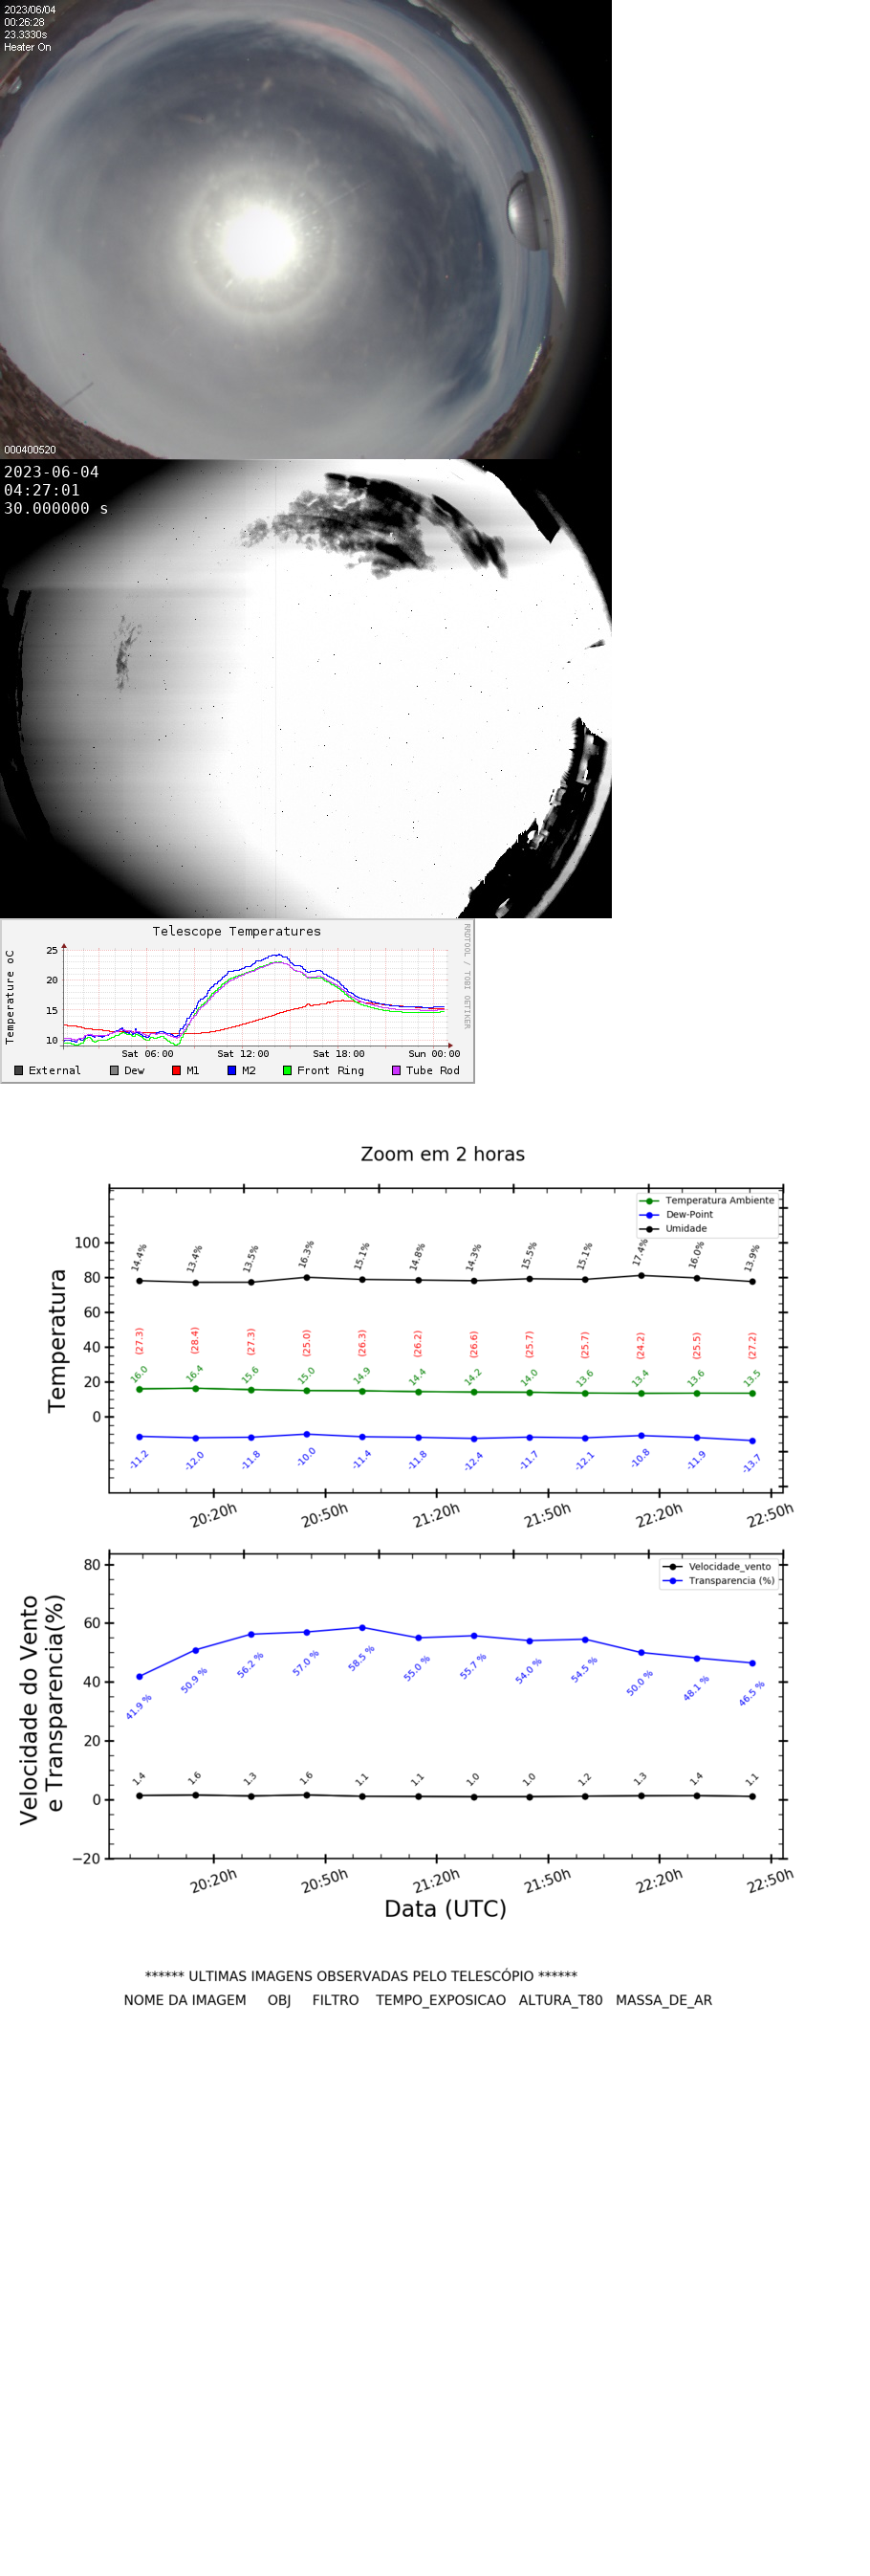 2023/06/04
00:26:28
23.3330s
Heater On
000400520
2023-06-04
04:27:01
30.000000 s
Telescope Temperatures
RRDTOOL / TOBI OETIKER
Temperature oC
25
20
15
10
Sat 06:00 Sat 12:00 Sat 18:00 Sun 00:00
External Dew M1 M2 Front Ring Tube Rod
Zoom em 2 horas
Temperatura Ambiente
Dew-Point
Umidade
Temperatura
100
80
60
40
20
0
14.4% 13.4% 13.5% 16.3% 15.1% 14.8% 14.3% 15.5% 15.1% 17.4% 16.0% 13.9%
(27.3) (28.4) (27.3) (25.0) (26.3) (26.2) (26.6) (25.7) (25.7) (24.2) (25.5) (27.2)
16.0 16.4 15.6 15.0 14.9 14.4 14.2 14.0 13.6 13.4 13.6 13.5
-11.2 -12.0 -11.8 -10.0 -11.4 -11.8 -12.4 -11.7 -12.1 -10.8 -11.9 -13.7
20:20h 20:50h 21:20h 21:50h 22:20h 22:50h
Velocidade_vento
Transparencia (%)
Velocidade do Vento
e Transparencia(%)
80
60
40
20
0
−20
41.9 % 50.9 % 56.2 % 57.0 % 58.5 % 55.0 % 55.7 % 54.0 % 54.5 % 50.0 % 48.1 % 46.5 %
1.4 1.6 1.3 1.6 1.1 1.1 1.0 1.0 1.2 1.3 1.4 1.1
20:20h 20:50h 21:20h 21:50h 22:20h 22:50h
Data (UTC)
****** ULTIMAS IMAGENS OBSERVADAS PELO TELESCÓPIO ******
NOME DA IMAGEM OBJ FILTRO TEMPO_EXPOSICAO ALTURA_T80 MASSA_DE_AR